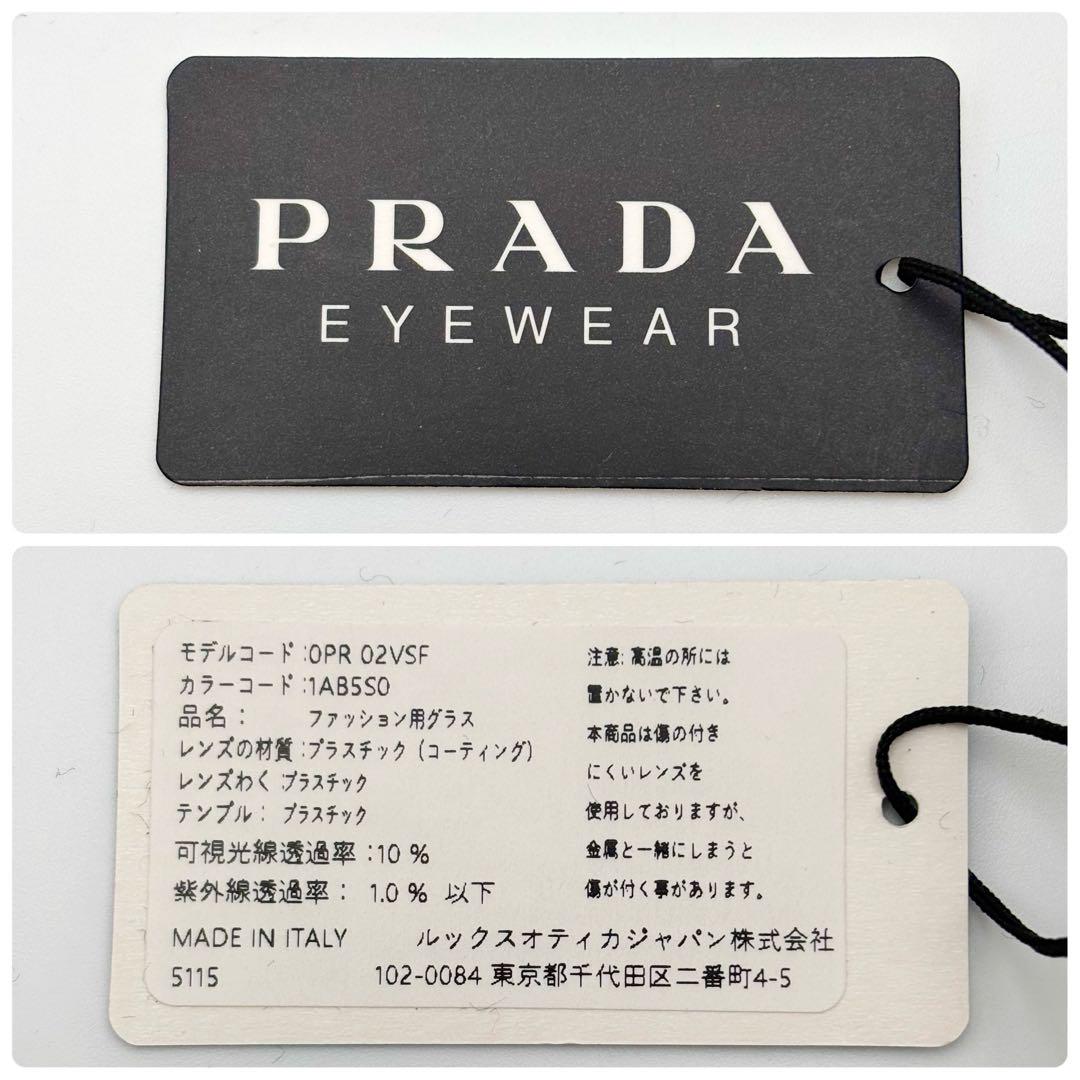 PRADA
EYEWEAR
モデルコード :0PR 02VSF
カラーコード :1AB5S0
品名： ファッション用グラス
レンズの材質 :プラスチック (コーティング)
レンズわく :プラスチック
テンプル： プラスチック
可視光線透過率 :10 %
紫外線透過率： 1.0 % 以下
注意: 高温の所には
置かないで下さい。
本商品は傷の付き
にくいレンズを
使用しておりますが、
金属と一緒にしまうと
傷が付く事があります。
MADE IN ITALY ルックスオティカジャパン株式会社
5115 102-0084 東京都千代田区二番町4-5